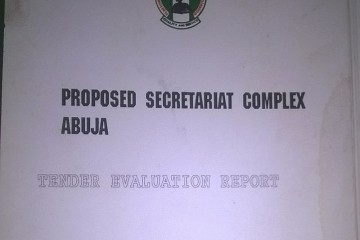 PROPOSED SECRETARIAT COMPLEX
ABUJA
TENDER EVALUATION REPORT